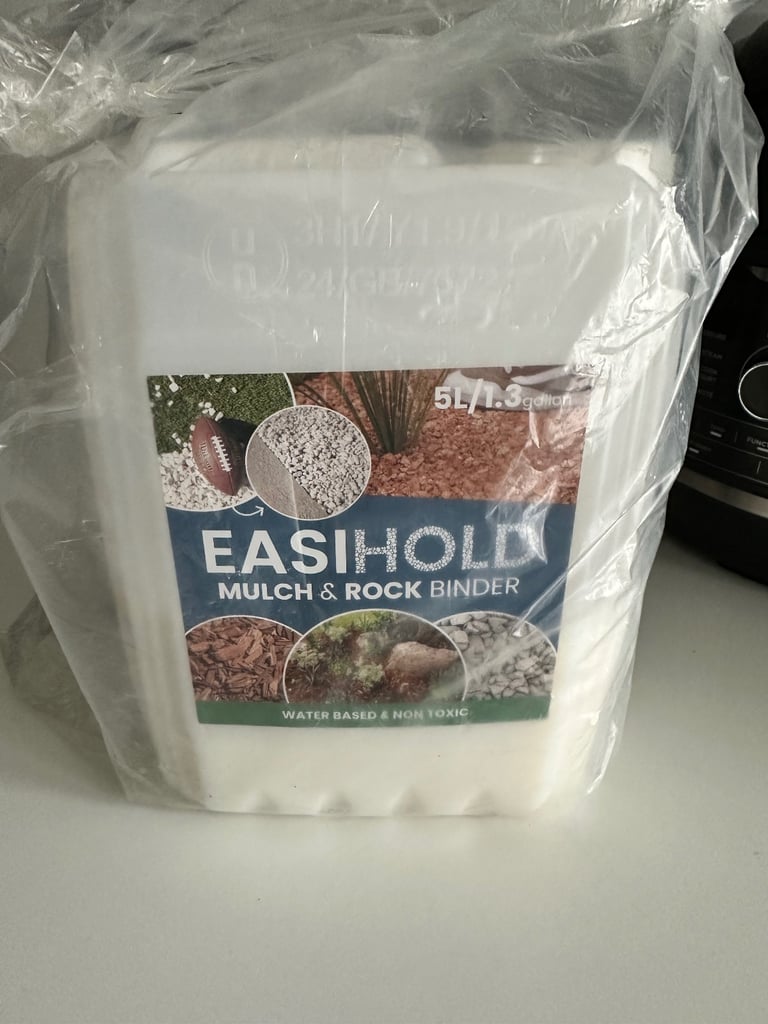 5L/1.3gallon
EASIHOLD
MULCH & ROCK BINDER
WATER BASED & NON TOXIC